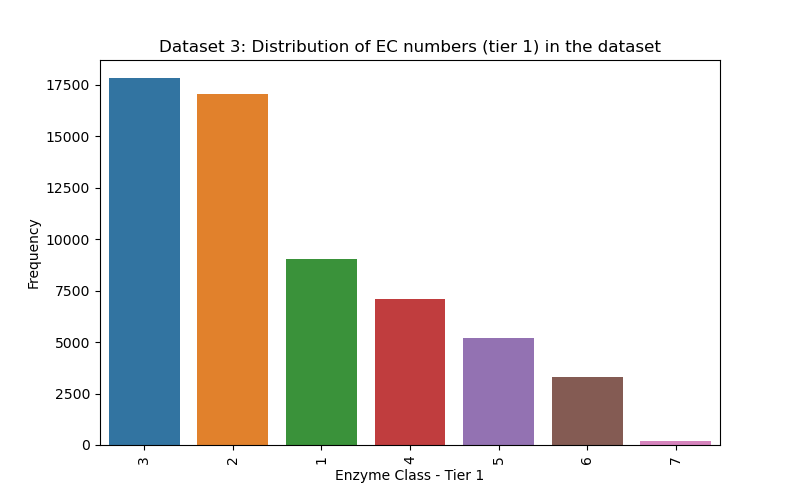 Dataset 3: Distribution of EC numbers (tier 1) in the dataset
17500
15000
12500
10000
7500
5000
2500
0
Frequency
3 2 1 4 5 6 7
Enzyme Class - Tier 1